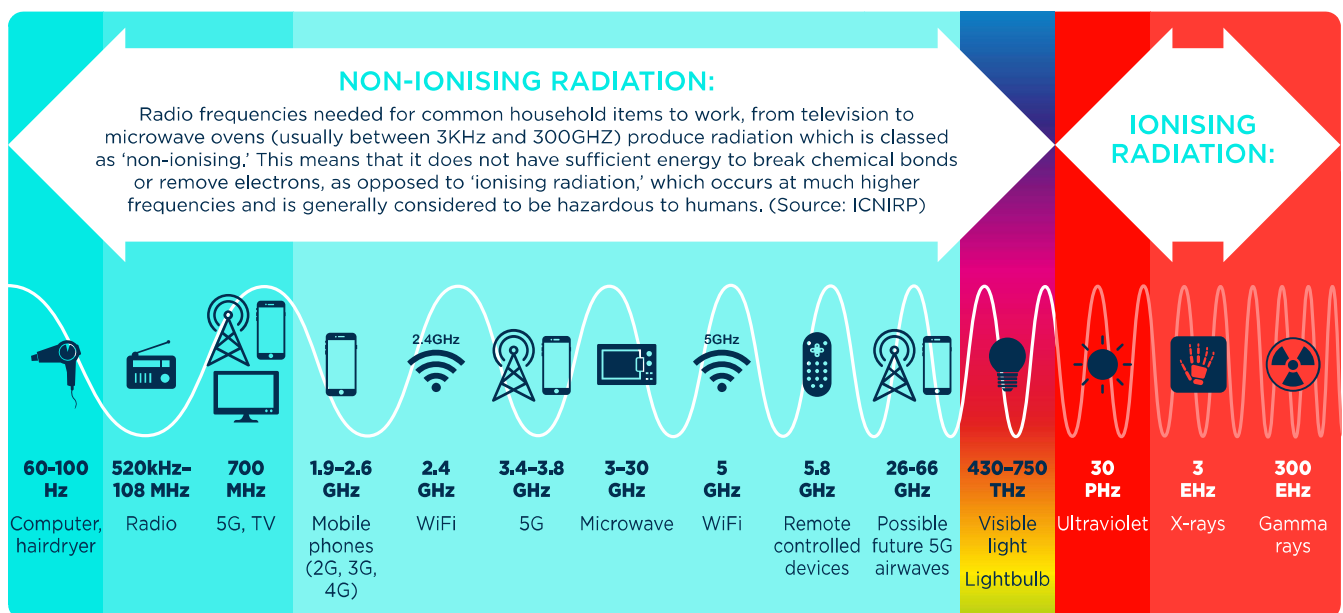 NON-IONISING RADIATION:
Radio frequencies needed for common household items to work, from television to
microwave ovens (usually between 3KHz and 300GHZ) produce radiation which is classed
as ‘non-ionising.’ This means that it does not have sufficient energy to break chemical bonds
or remove electrons, as opposed to ‘ionising radiation,’ which occurs at much higher
frequencies and is generally considered to be hazardous to humans. (Source: ICNIRP)
IONISING
RADIATION:
2.4GHz
5GHz
60-100
Hz
Computer,
hairdryer
520kHz–
108 MHz
Radio
700
MHz
5G, TV
1.9–2.6
GHz
Mobile
phones
(2G, 3G,
4G)
2.4
GHz
WiFi
3.4–3.8
GHz
5G
3–30
GHz
Microwave
5
GHz
WiFi
5.8
GHz
Remote
controlled
devices
26-66
GHz
Possible
future 5G
airwaves
430–750
THz
Visible
light
Lightbulb
30
PHz
Ultraviolet
3
EHz
X-rays
300
EHz
Gamma
rays